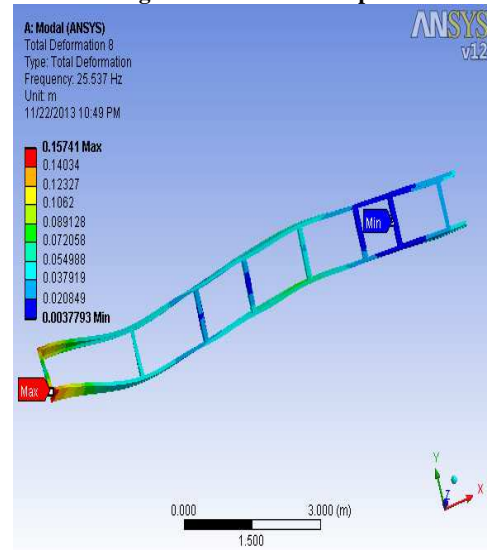 A: Modal (ANSYS)
Total Deformation 8
Type: Total Deformation
Frequency: 25.537 Hz
Unit: m
11/22/2013 10:49 PM
ANSYS
v12
0.15741 Max
0.14034
0.12327
0.1062
0.089128
0.072058
0.054988
0.037919
0.020849
0.0037793 Min
Min
Max
Y
Z
X
0.000
3.000 (m)
1.500